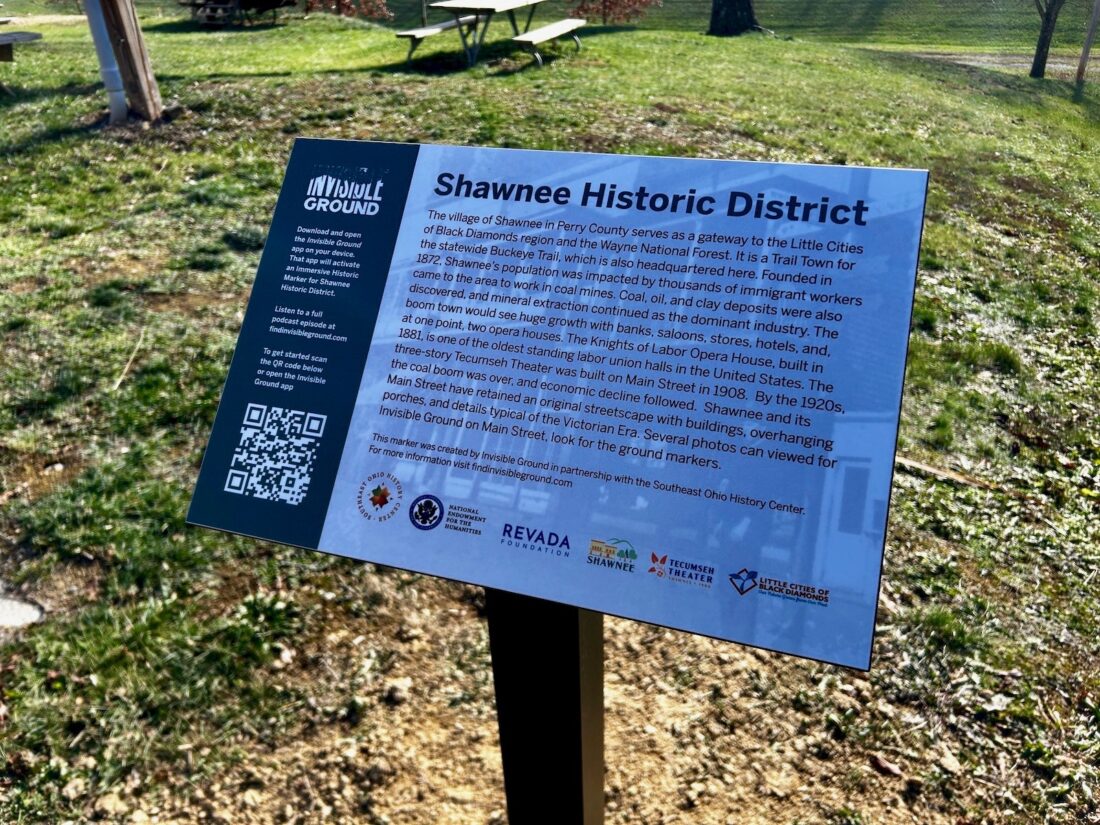 INVISIBLE
GROUND
Download and open
the Invisible Ground
app on your device.
That app will activate
an Immersive Historic
Marker for Shawnee
Historic District.
Listen to a full
podcast episode at
findinvisibleground.com
To get started scan
the QR code below
or open the Invisible
Ground app
Shawnee Historic District
The village of Shawnee in Perry County serves as a gateway to the Little Cities
of Black Diamonds region and the Wayne National Forest. It is a Trail Town for
the statewide Buckeye Trail, which is also headquartered here. Founded in
1872, Shawnee's population was impacted by thousands of immigrant workers
came to the area to work in coal mines. Coal, oil, and clay deposits were also
discovered, and mineral extraction continued as the dominant industry. The
boom town would see huge growth with banks, saloons, stores, hotels, and,
at one point, two opera houses. The Knights of Labor Opera House, built in
1881, is one of the oldest standing labor union halls in the United States. The
three-story Tecumseh Theater was built on Main Street in 1908. By the 1920s,
the coal boom was over, and economic decline followed. Shawnee and its
Main Street have retained an original streetscape with buildings, overhanging
porches, and details typical of the Victorian Era. Several photos can viewed for
Invisible Ground on Main Street, look for the ground markers.
This marker was created by Invisible Ground in partnership with the Southeast Ohio History Center.
For more information visit findinvisibleground.com
SOUTHEAST OHIO HISTORY CENTER
NATIONAL
ENDOWMENT
FOR THE
HUMANITIES
REVADA
FOUNDATION
SHAWNEE
TECUMSEH
THEATER
LITTLE CITIES OF
BLACK DIAMONDS